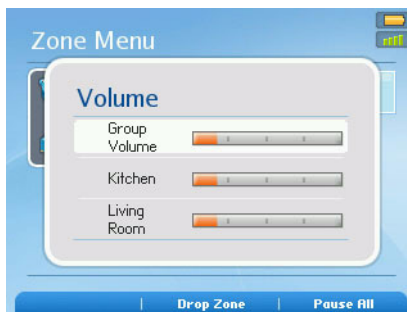 Zone Menu
Volume
Group
Volume
Kitchen
Living
Room
Drop Zone
Pause All